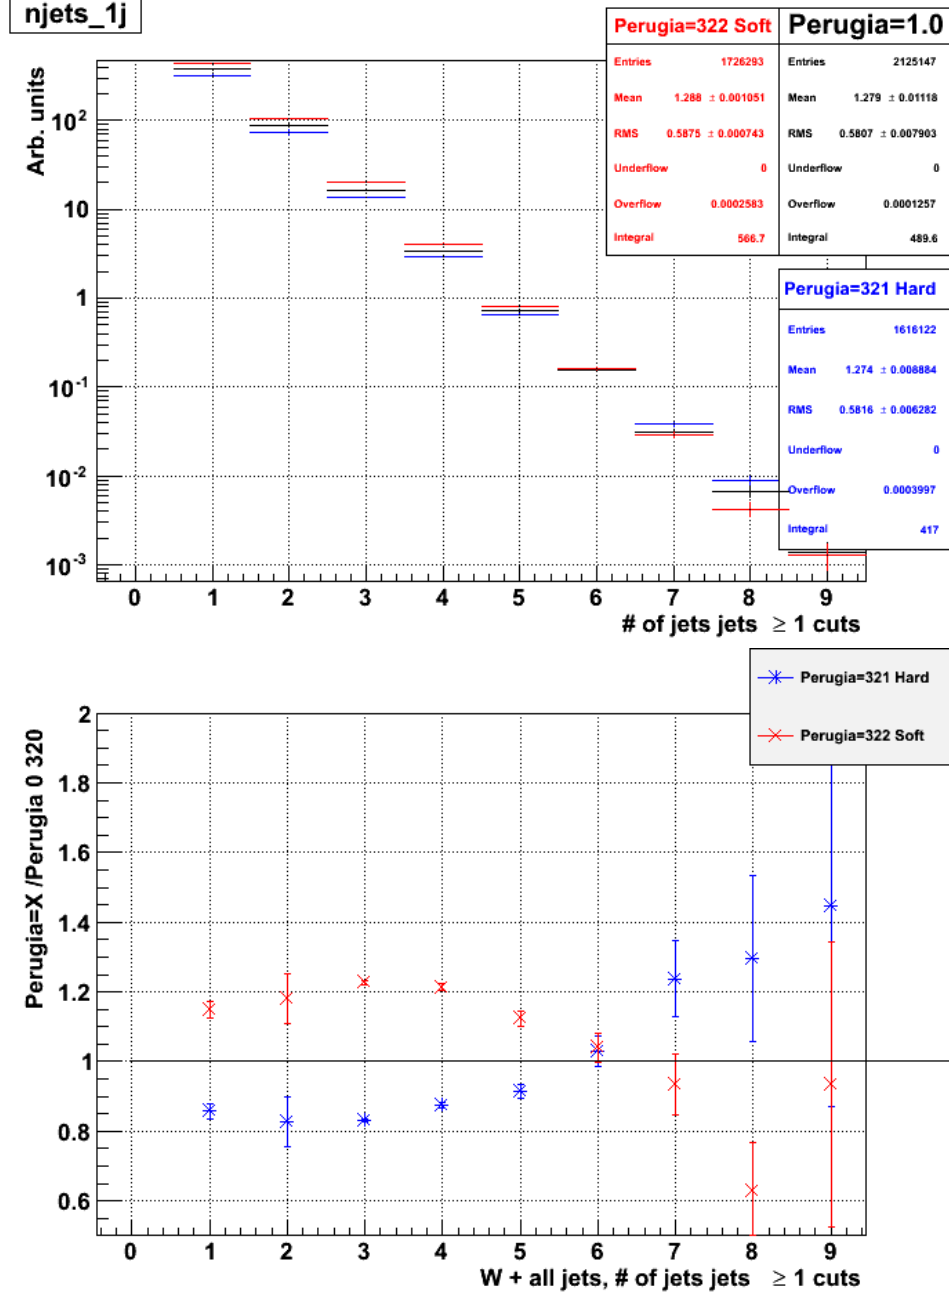 njets_1j
Perugia=322 Soft
Entries 1726293
Mean 1.288 ± 0.001051
RMS 0.5875 ± 0.000743
Underflow 0
Overflow 0.0002583
Integral 566.7
Perugia=1.0
Entries 2125147
Mean 1.279 ± 0.01118
RMS 0.5807 ± 0.007903
Underflow 0
Overflow 0.0001257
Integral 489.6
Perugia=321 Hard
Entries 1616122
Mean 1.274 ± 0.008884
RMS 0.5816 ± 0.006282
Underflow 0
Overflow 0.0003997
Integral 417
Arb. units
10²
10
1
10⁻¹
10⁻²
10⁻³
0 1 2 3 4 5 6 7 8 9
# of jets jets ≥ 1 cuts
Perugia=321 Hard
Perugia=322 Soft
Perugia=X /Perugia 0 320
2
1.8
1.6
1.4
1.2
1
0.8
0.6
0 1 2 3 4 5 6 7 8 9
W + all jets, # of jets jets ≥ 1 cuts